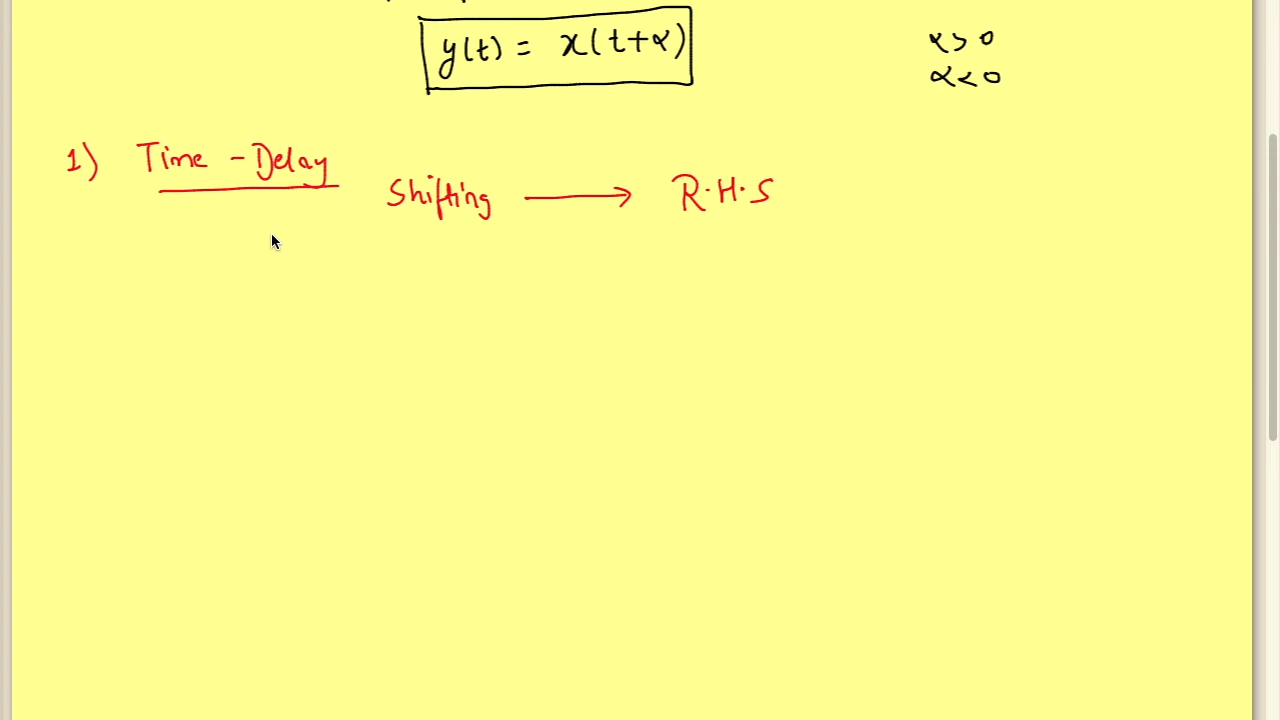 y(t) = x(t+α)
α > 0
α < 0
1) Time - Delay
Shifting ⟶ R.H.S